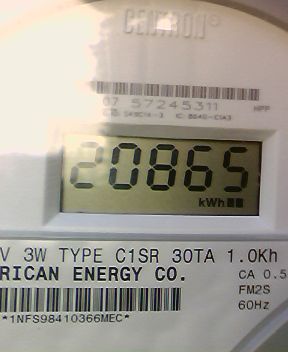 CENTRON®
07 57245311 HPP
20865
kWh
V 3W TYPE C1SR 30TA 1.0Kh
RICAN ENERGY CO.
CA 0.5
FM2S
60Hz
*1NFS98410366MEC*